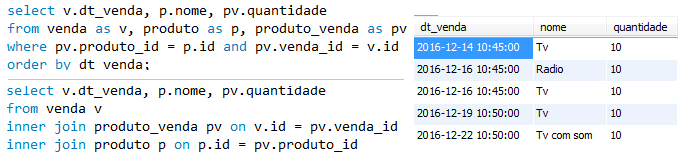 select v.dt_venda, p.nome, pv.quantidade
from venda as v, produto as p, produto_venda as pv
where pv.produto_id = p.id and pv.venda_id = v.id
order by dt_venda;
select v.dt_venda, p.nome, pv.quantidade
from venda v
inner join produto_venda pv on v.id = pv.venda_id
inner join produto p on p.id = pv.produto_id
dt_venda nome quantidade
2016-12-14 10:45:00 Tv 10
2016-12-16 10:45:00 Radio 10
2016-12-16 10:45:00 Tv 10
2016-12-19 10:50:00 Tv 10
2016-12-22 10:50:00 Tv com som 10